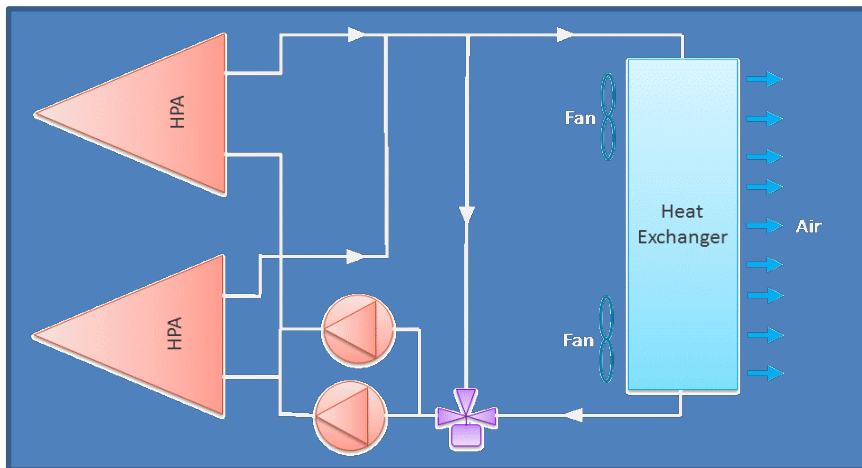 HPA
Fan
Heat
Exchanger
Air
HPA
Fan